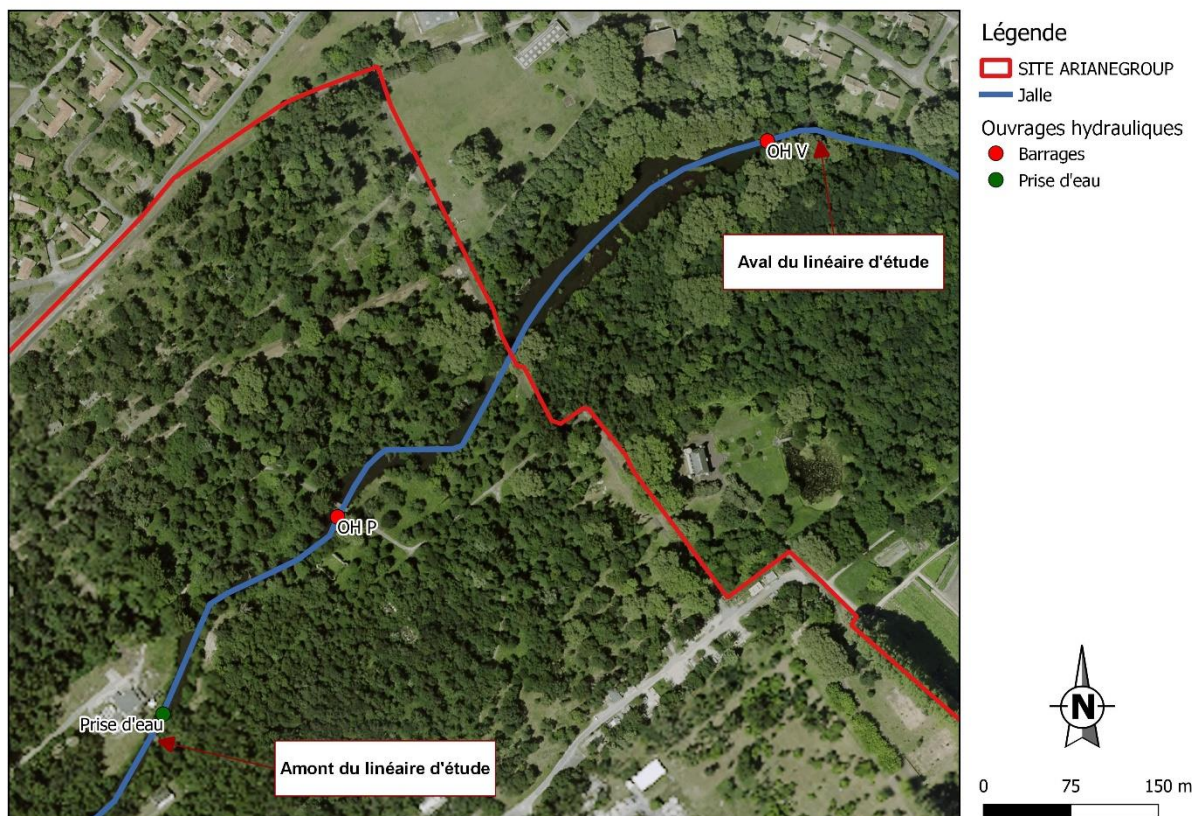 Légende
SITE ARIANEGROUP
Jalle
Ouvrages hydrauliques
Barrages
Prise d'eau
OH V
Aval du linéaire d'étude
OH P
Prise d'eau
Amont du linéaire d'étude
N
0 75 150 m